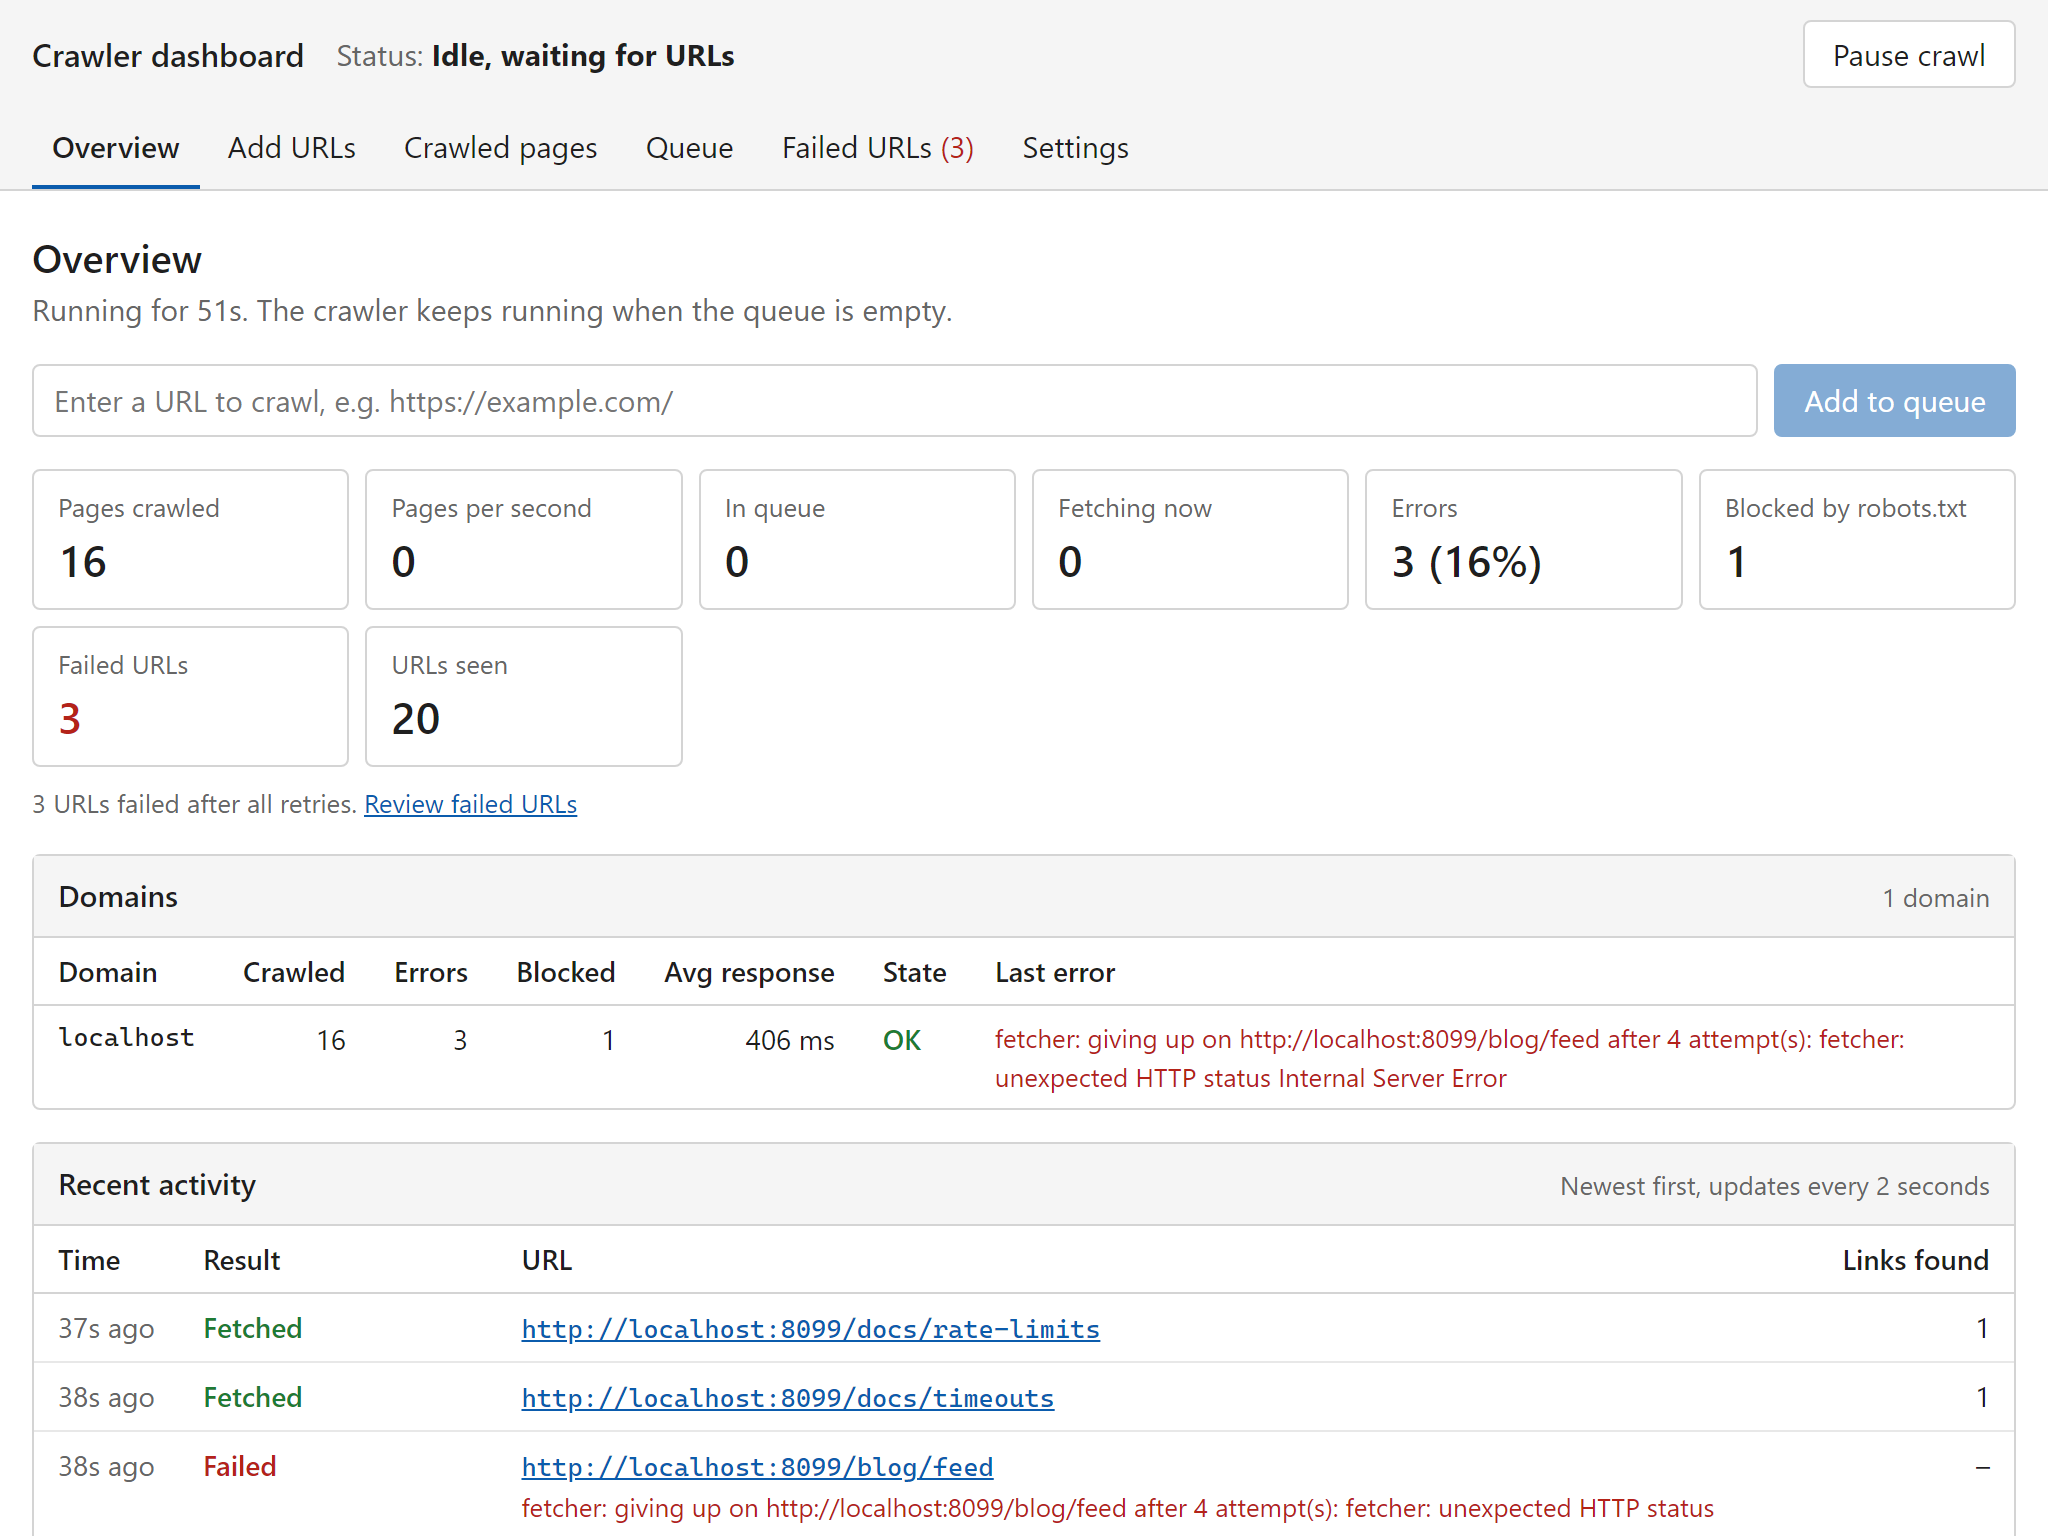 Crawler dashboard Status: Idle, waiting for URLs Pause crawl
Overview Add URLs Crawled pages Queue Failed URLs (3) Settings
Overview
Running for 51s. The crawler keeps running when the queue is empty.
Enter a URL to crawl, e.g. https://example.com/ Add to queue
Pages crawled Pages per second In queue Fetching now Errors Blocked by robots.txt
16 0 0 0 3 (16%) 1
Failed URLs URLs seen
3 20
3 URLs failed after all retries. Review failed URLs
Domains 1 domain
Domain Crawled Errors Blocked Avg response State Last error
localhost 16 3 1 406 ms OK fetcher: giving up on http://localhost:8099/blog/feed after 4 attempt(s): fetcher:
unexpected HTTP status Internal Server Error
Recent activity Newest first, updates every 2 seconds
Time Result URL Links found
37s ago Fetched http://localhost:8099/docs/rate-limits 1
38s ago Fetched http://localhost:8099/docs/timeouts 1
38s ago Failed http://localhost:8099/blog/feed –
fetcher: giving up on http://localhost:8099/blog/feed after 4 attempt(s): fetcher: unexpected HTTP status